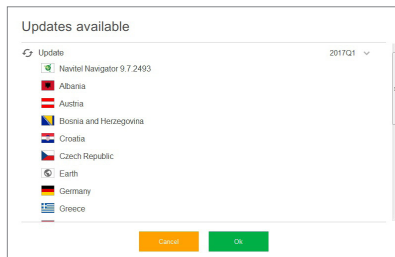 Updates available
Update 2017Q1
Navitel Navigator 9.7.2493
Albania
Austria
Bosnia and Herzegovina
Croatia
Czech Republic
Earth
Germany
Greece
Cancel Ok